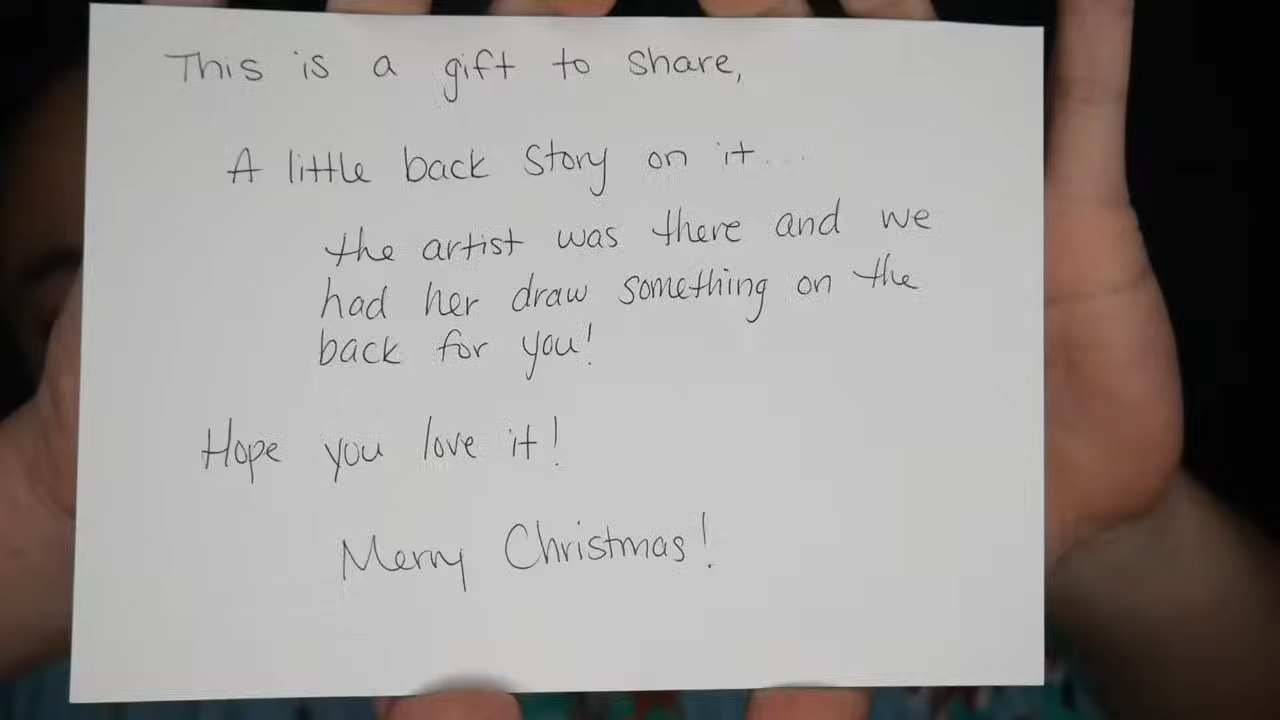 This is a gift to share,
A little back story on it....
the artist was there and we
had her draw something on the
back for you!
Hope you love it!
Merry Christmas!